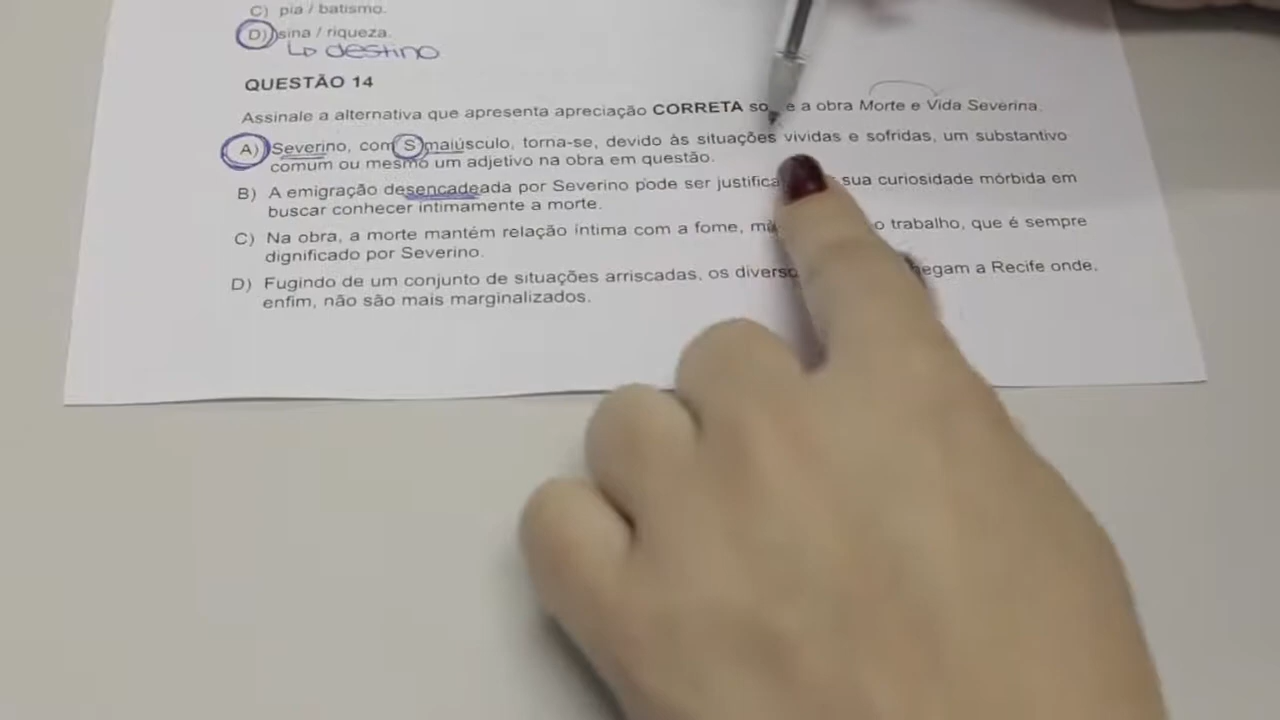 C) pia / batismo.
D) sina / riqueza.
↳ destino
QUESTÃO 14
Assinale a alternativa que apresenta apreciação CORRETA so e a obra Morte e Vida Severina.
A) Severino, com S maiúsculo, torna-se, devido às situações vividas e sofridas, um substantivo
comum ou mesmo um adjetivo na obra em questão.
B) A emigração desencadeada por Severino pode ser justifica sua curiosidade mórbida em
buscar conhecer intimamente a morte.
C) Na obra, a morte mantém relação íntima com a fome, o trabalho, que é sempre
dignificado por Severino.
D) Fugindo de um conjunto de situações arriscadas, os diverso hegam a Recife onde,
enfim, não são mais marginalizados.